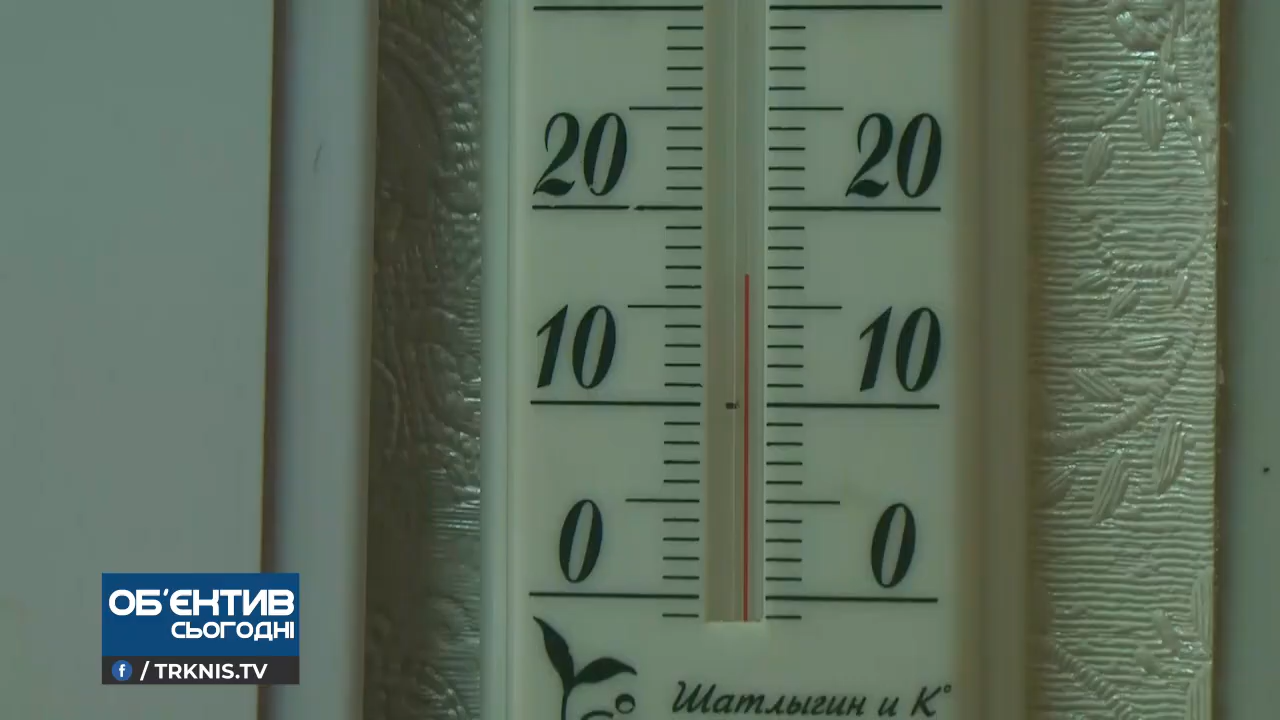 20 20
10 10
0 0
Шатлыгин и К°
ОБ'ЄКТИВ
СЬОГОДНІ
f / TRKNIS.TV